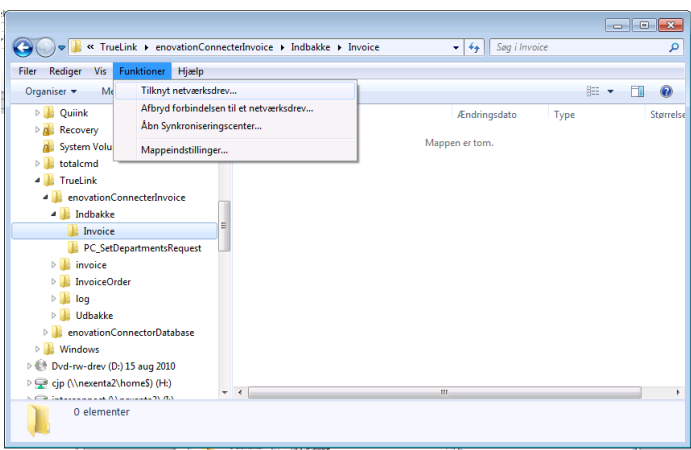 « TrueLink ▸ enovationConnecterInvoice ▸ Indbakke ▸ Invoice
Søg i Invoice
Filer Rediger Vis Funktioner Hjælp
Organiser
Tilknyt netværksdrev...
Afbryd forbindelsen til et netværksdrev...
Åbn Synkroniseringscenter...
Mappeindstillinger...
Ændringsdato Type Størrelse
Mappen er tom.
Quiink
Recovery
System Volu
totalcmd
TrueLink
enovationConnecterInvoice
Indbakke
Invoice
PC_SetDepartmentsRequest
invoice
InvoiceOrder
log
Udbakke
enovationConnectorDatabase
Windows
Dvd-rw-drev (D:) 15 aug 2010
cjp (\\nexenta2\home$) (H:)
0 elementer